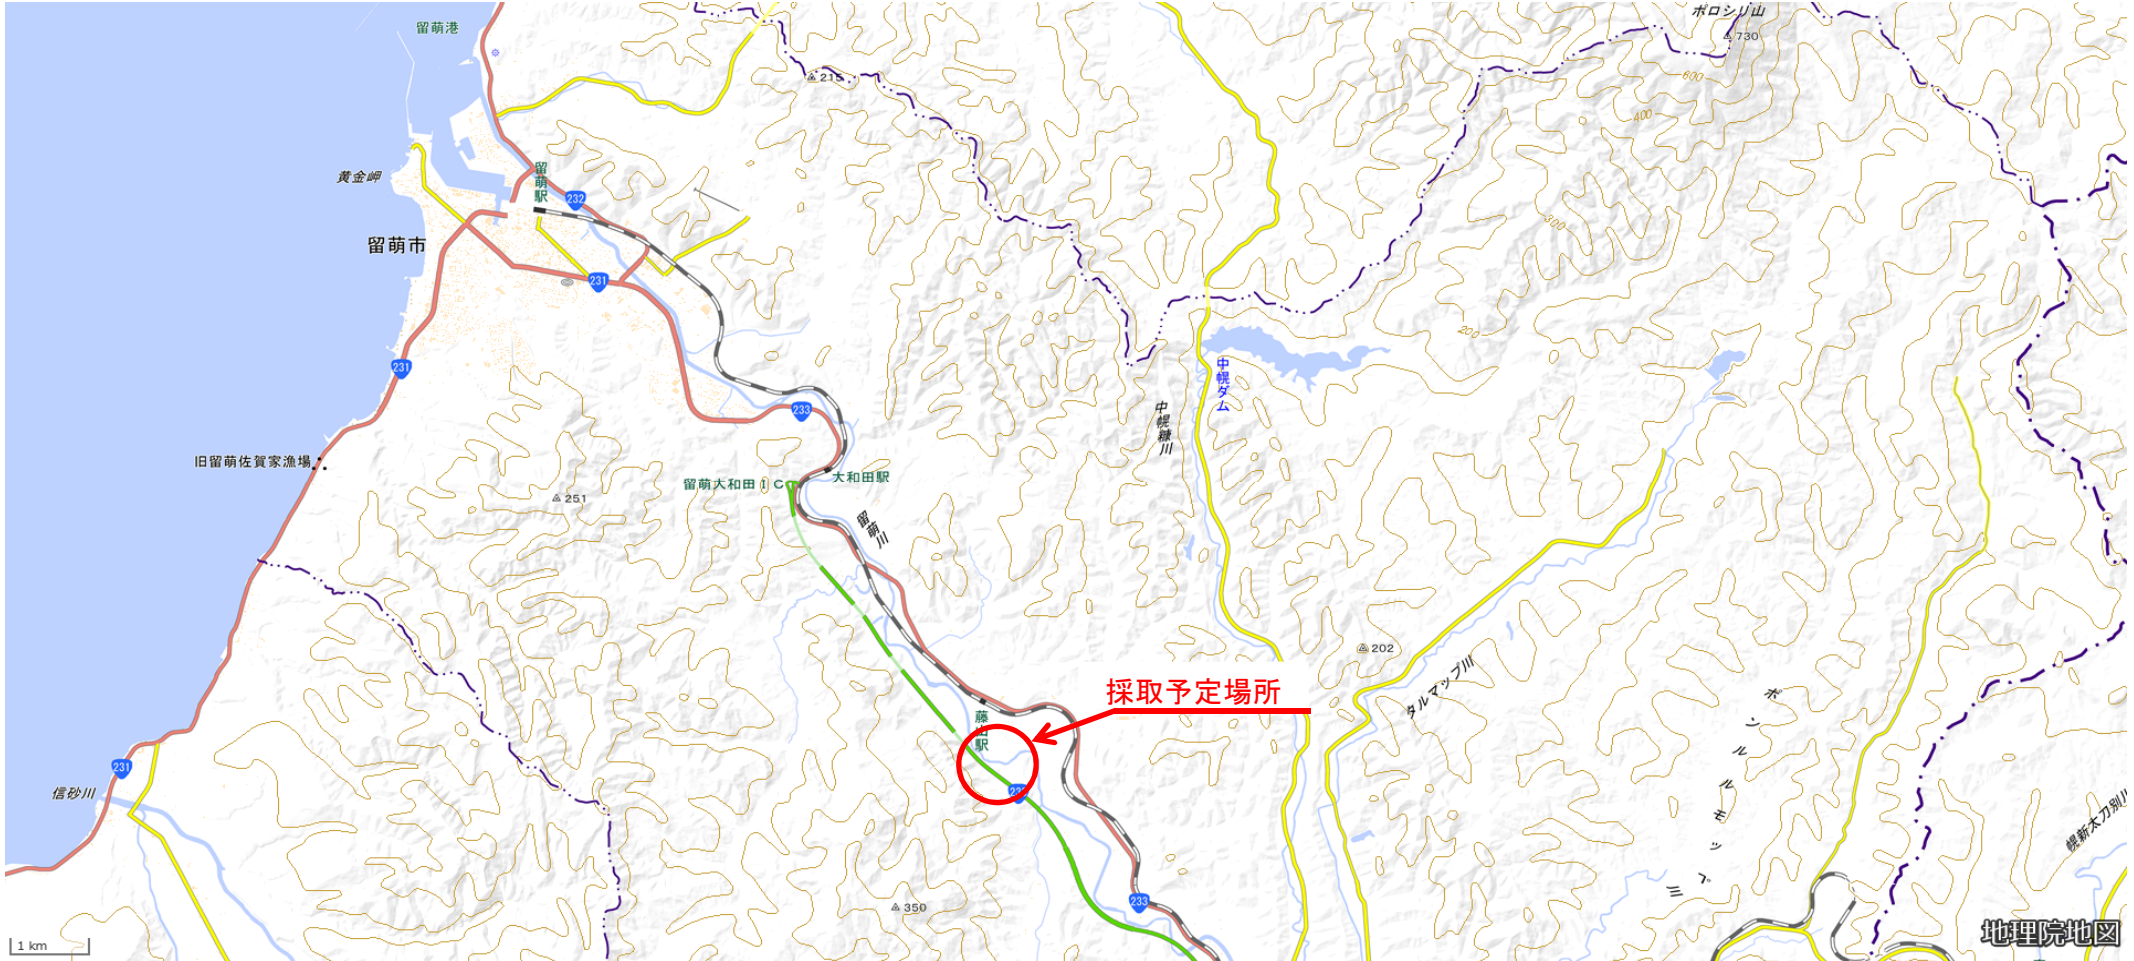 留萌港
ポロシリ山
730
215
600
400
留萌駅
黄金岬
232
留萌市
300
231
200
231
中幌ダム
中幌糠川
233
旧留萌佐賀家漁場
留萌大和田IC
大和田駅
251
留萌川
202
タルマップ川
採取予定場所
ポンルルモッペ
藤山駅
231
信砂川
233
幌新太刀別川
350
233
1 km
地理院地図